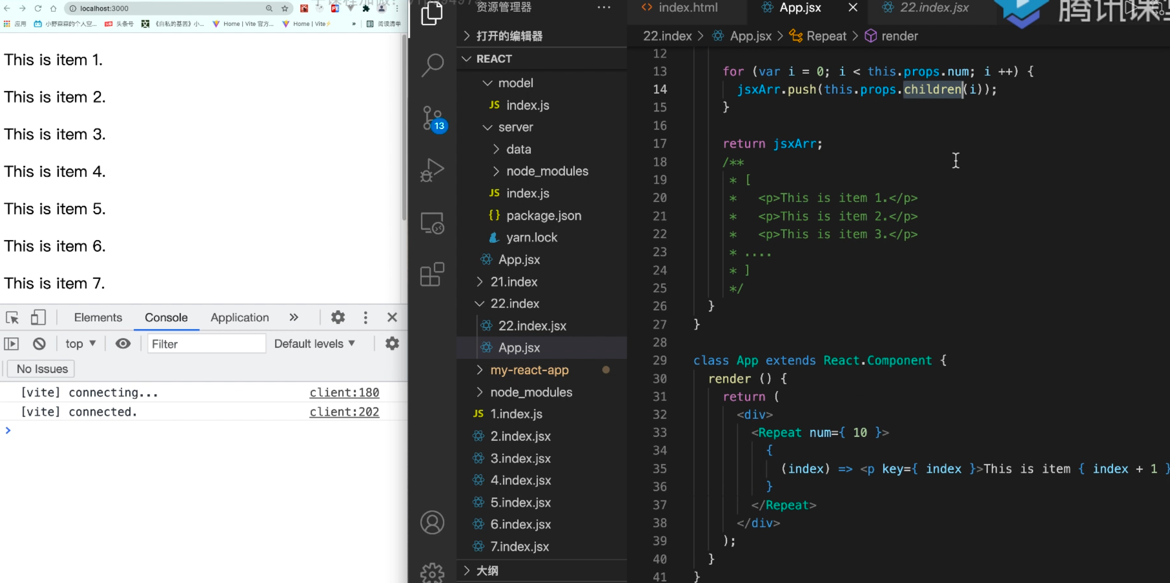 localhost:3000
应用
小野森森的个人空...
头条号
《自私的基因》小...
Home | Vite 官方...
Home | Vite⚡
»
This is item 1.
This is item 2.
This is item 3.
This is item 4.
This is item 5.
This is item 6.
This is item 7.
Elements Console Application »
top ▼ Filter Default levels ▼
No Issues
[vite] connecting... client:180
[vite] connected. client:202
资源管理器 ...
打开的编辑器
REACT
model
JS index.js
server
data
node_modules
JS index.js
{} package.json
yarn.lock
App.jsx
21.index
22.index
22.index.jsx
App.jsx
my-react-app
node_modules
JS 1.index.js
2.index.jsx
3.index.jsx
4.index.jsx
5.index.jsx
6.index.jsx
7.index.jsx
大纲
13
<> index.html App.jsx 22.index.jsx
腾讯课
22.index > App.jsx > Repeat > render
12
13 for (var i = 0; i < this.props.num; i ++) {
14 jsxArr.push(this.props.children(i));
15 }
16
17 return jsxArr;
18 /**
19 * [
20 * <p>This is item 1.</p>
21 * <p>This is item 2.</p>
22 * <p>This is item 3.</p>
23 * ....
24 * ]
25 */
26 }
27 }
28
29 class App extends React.Component {
30 render () {
31 return (
32 <div>
33 <Repeat num={ 10 }>
34 {
35 (index) => <p key={ index }>This is item { index + 1 }
36 }
37 </Repeat>
38 </div>
39 );
40 }
41 }